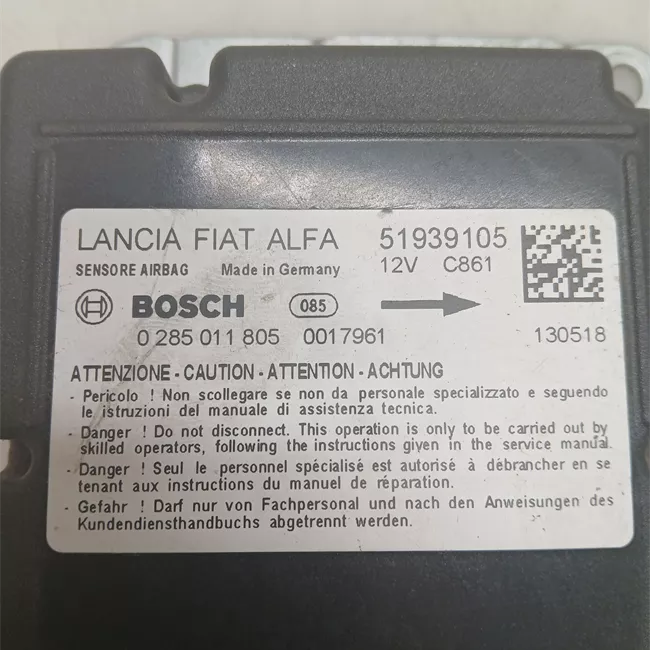 LANCIA FIAT ALFA 51939105
SENSORE AIRBAG Made in Germany 12V C861
BOSCH 085
0 285 011 805 0017961 130518
ATTENZIONE - CAUTION - ATTENTION - ACHTUNG
- Pericolo ! Non scollegare se non da personale specializzato e seguendo
le istruzioni del manuale di assistenza tecnica.
- Danger ! Do not disconnect. This operation is only to be carried out by
skilled operators, following the instructions given in the service manual.
- Danger ! Seul le personnel spécialisé est autorisé à débrancher en se
tenant aux instructions du manuel de réparation.
- Gefahr ! Darf nur von Fachpersonal und nach den Anweisungen des
Kundendiensthandbuchs abgetrennt werden.